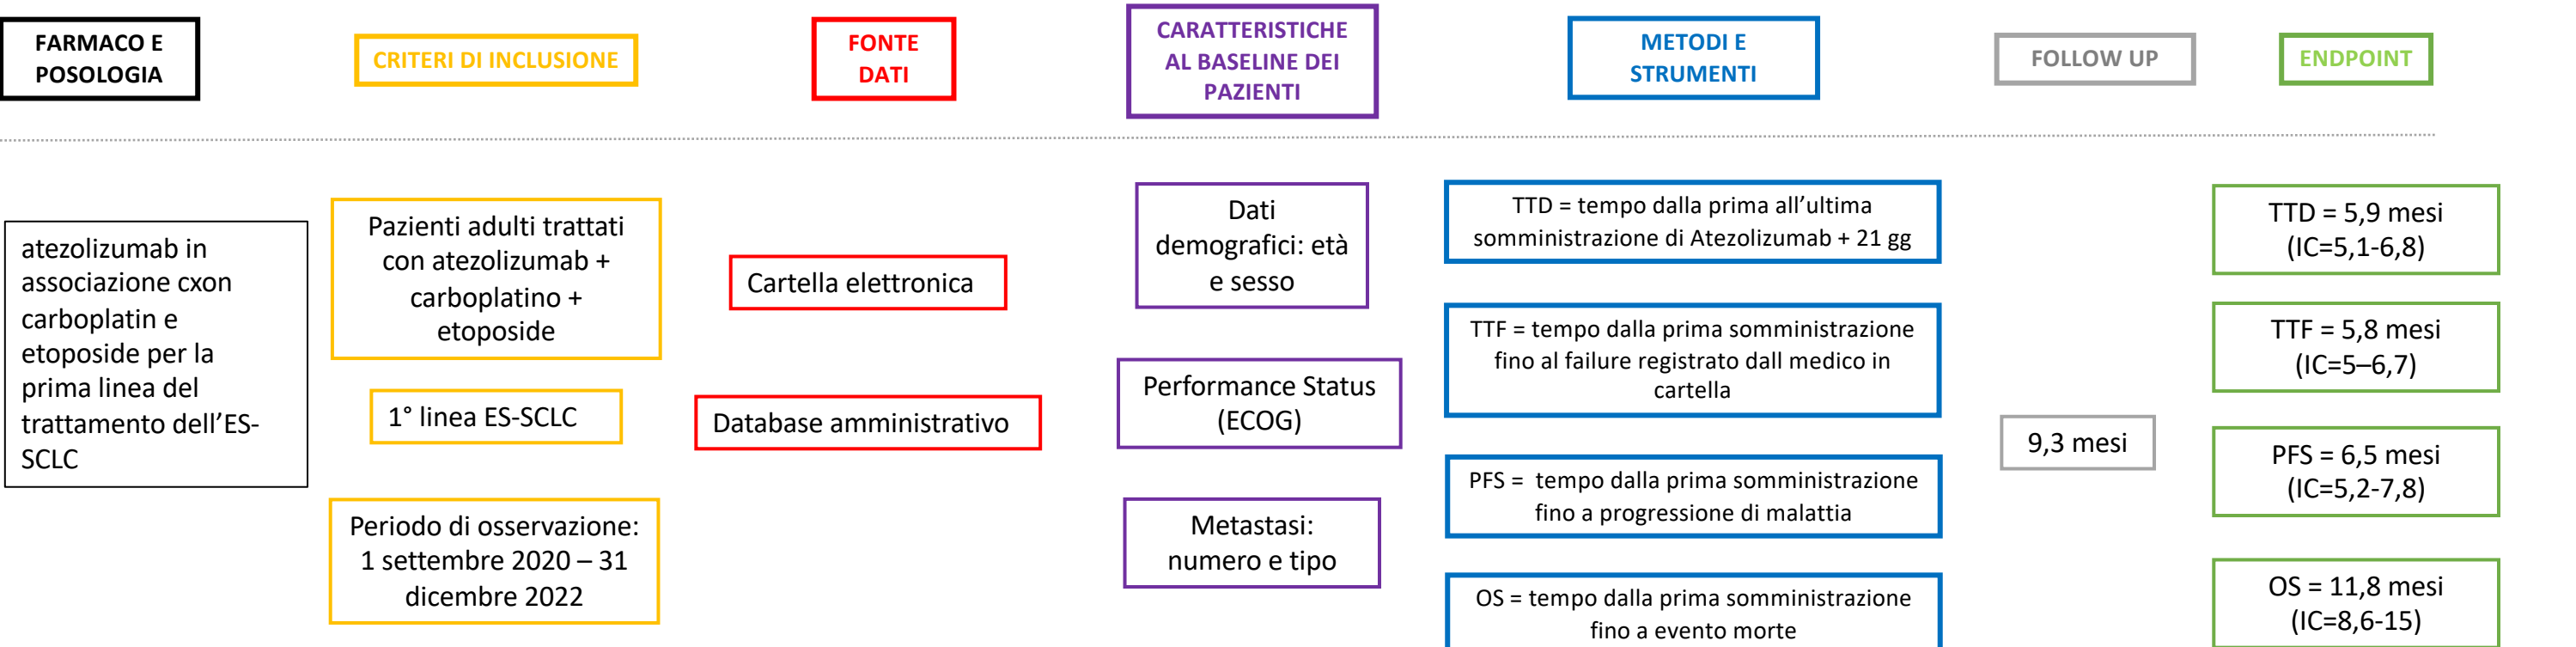 FARMACO E
POSOLOGIA
CRITERI DI INCLUSIONE
FONTE
DATI
CARATTERISTICHE
AL BASELINE DEI
PAZIENTI
METODI E
STRUMENTI
FOLLOW UP
ENDPOINT
atezolizumab in
associazione cxon
carboplatin e
etoposide per la
prima linea del
trattamento dell’ES-
SCLC
Pazienti adulti trattati
con atezolizumab +
carboplatino +
etoposide
1° linea ES-SCLC
Periodo di osservazione:
1 settembre 2020 – 31
dicembre 2022
Cartella elettronica
Database amministrativo
Dati
demografici: età
e sesso
Performance Status
(ECOG)
Metastasi:
numero e tipo
TTD = tempo dalla prima all’ultima
somministrazione di Atezolizumab + 21 gg
TTF = tempo dalla prima somministrazione
fino al failure registrato dall medico in
cartella
PFS = tempo dalla prima somministrazione
fino a progressione di malattia
OS = tempo dalla prima somministrazione
fino a evento morte
9,3 mesi
TTD = 5,9 mesi
(IC=5,1-6,8)
TTF = 5,8 mesi
(IC=5–6,7)
PFS = 6,5 mesi
(IC=5,2-7,8)
OS = 11,8 mesi
(IC=8,6-15)